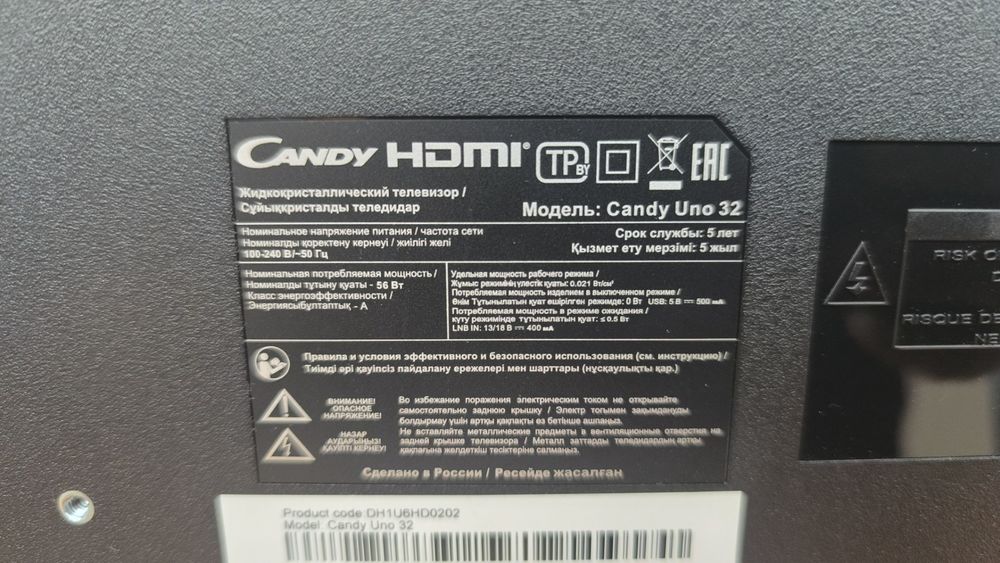 CANDY HDMI® TP BY EAC
Жидкокристаллический телевизор /
Сұйықкристалды теледидар
Модель: Candy Uno 32
Номинальное напряжение питания / частота сети
Номиналды қоректену кернеуі / жиілігі желі
100-240 В/~50 Гц
Срок службы: 5 лет
Қызмет ету мерзімі: 5 жыл
Номинальная потребляемая мощность /
Номиналды тұтыну қуаты - 56 Вт
Класс энергоэффективности /
Энергиясыбұлтаптық - А
Удельная мощность рабочего режима /
Жұмыс режимінің үлестік қуаты: 0.021 Вт/см²
Потребляемая мощность изделием в выключенном режиме /
Өнім Тұтынылатын қуат өшірілген режимде: 0 Вт USB: 5 В ⎓ 500 мА
Потребляемая мощность в режиме ожидания /
күту режимінде тұтынылатын қуат: ≤ 0.5 Вт
LNB IN: 13/18 В ⎓ 400 мА
Правила и условия эффективного и безопасного использования (см. инструкцию) /
Тиімді әрі қауіпсіз пайдалану ережелері мен шарттары (нұсқаулықты қар.)
ВНИМАНИЕ!
ОПАСНОЕ
НАПРЯЖЕНИЕ!
Во избежание поражения электрическим током не открывайте
самостоятельно заднюю крышку / Электр тоғымен зақымдануды
болдырмау үшін артқы қақпақты өз бетінше ашпаңыз.
НАЗАР
АУДАРЫҢЫЗ!
ҚАУІПТІ КЕРНЕУ!
Не вставляйте металлические предметы в вентиляционные отверстия на
задней крышке телевизора / Металл заттарды теледидардың артқы
қақпағына желдеткіш тесіктеріне салмаңыз.
Сделано в России / Ресейде жасалған
Product code: DH1U6HD0202
Model: Candy Uno 32
RISK O
RISQUE DE
NE